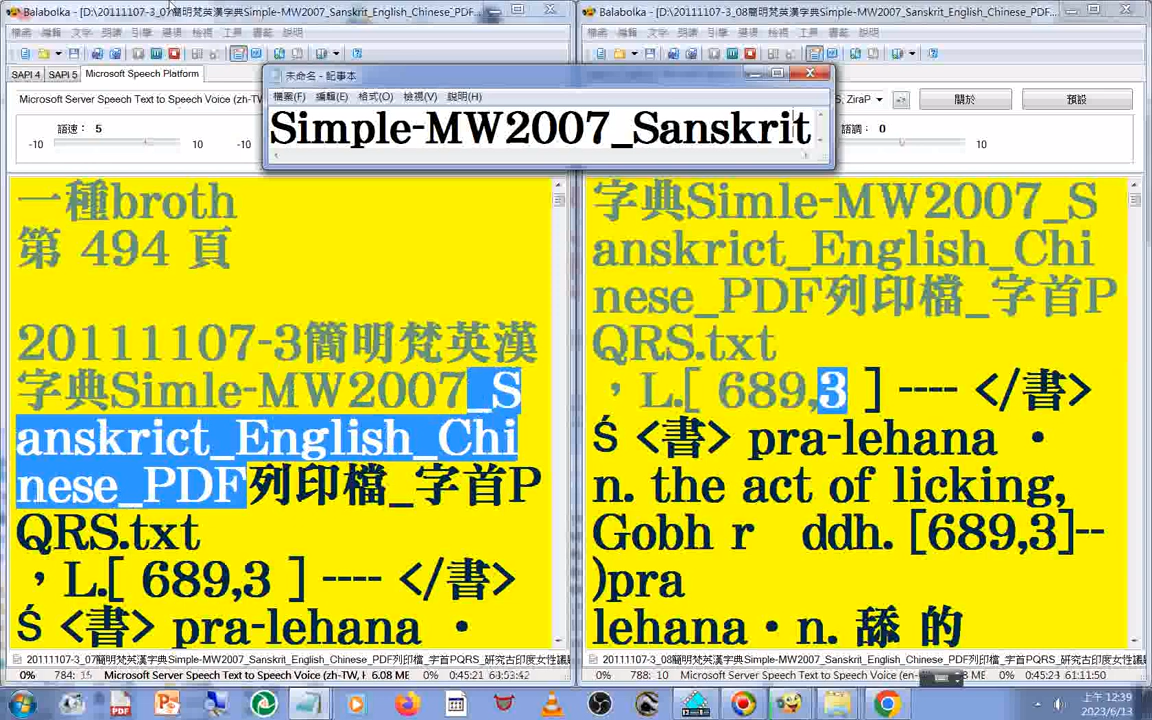 Balabolka - [D:\20111107-3_07簡明梵英漢字典Simple-MW2007_Sanskrit_English_Chinese_PDF...
Balabolka - [D:\20111107-3_08簡明梵英漢字典Simple-MW2007_Sanskrit_English_Chinese_PDF...
SAPI 4 SAPI 5 Microsoft Speech Platform
Microsoft Server Speech Text to Speech Voice (zh-TW,
語速： 5
-10 10 -10
未命名 - 記事本
檔案(F) 編輯(E) 格式(O) 檢視(V) 說明(H)
Simple-MW2007_Sanskrit
S, ZiraP 關於 預設
語調： 0
10
一種broth
第 494 頁
20111107-3簡明梵英漢
字典Simle-MW2007_S
anskrict_English_Chi
nese_PDF列印檔_字首P
QRS.txt
，L.[ 689,3 ] ---- </書>
Ś <書> pra-lehana •
字典Simle-MW2007_S
anskrict_English_Chi
nese_PDF列印檔_字首P
QRS.txt
，L.[ 689,3 ] ---- </書>
Ś <書> pra-lehana •
n. the act of licking,
Gobh r ddh. [689,3]--
)pra
lehana • n. 舔 的
20111107-3_07簡明梵英漢字典Simple-MW2007_Sanskrit_English_Chinese_PDF列印檔_字首PQRS_研究古印度女性議
20111107-3_08簡明梵英漢字典Simple-MW2007_Sanskrit_English_Chinese_PDF列印檔_字首PQRS_研究古印度女性議
0% 784: 15 Microsoft Server Speech Text to Speech Voice (zh-TW, 6.08 ME 0% 0:45:21 63:53:42
0% 788: 10 Microsoft Server Speech Text to Speech 0% 0:45:23 61:11:50
上午 12:39
2023/6/13